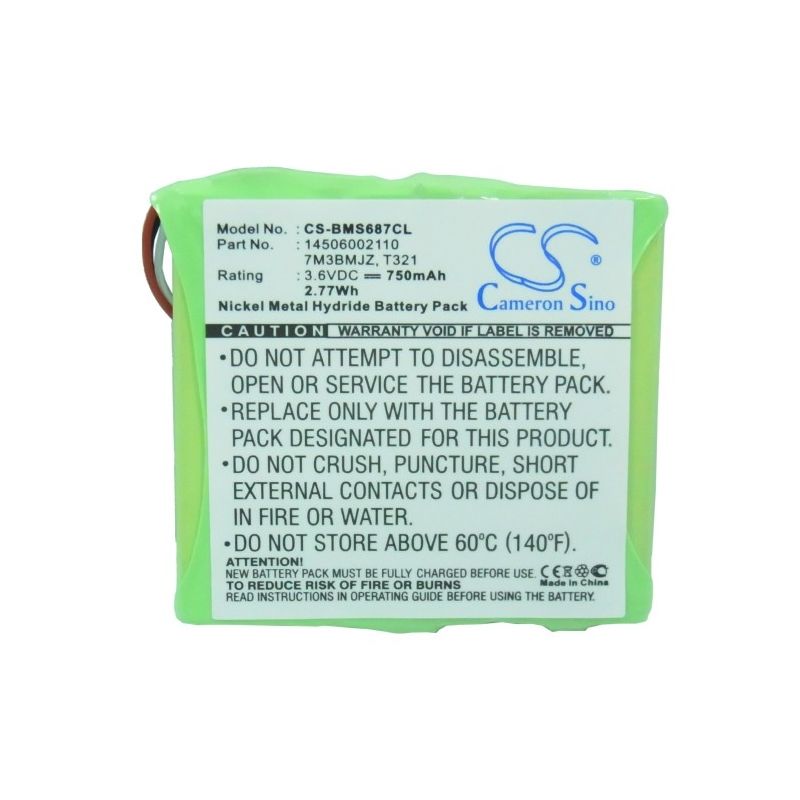 Model No. : CS-BMS687CL
Part No. : 14506002110
7M3BMJZ, T321
Rating : 3.6VDC ⎓ 750mAh
2.77Wh
Nickel Metal Hydride Battery Pack
CS®
Cameron Sino
CAUTION WARRANTY VOID IF LABEL IS REMOVED
•DO NOT ATTEMPT TO DISASSEMBLE,
OPEN OR SERVICE THE BATTERY PACK.
•REPLACE ONLY WITH THE BATTERY
PACK DESIGNATED FOR THIS PRODUCT.
•DO NOT CRUSH, PUNCTURE, SHORT
EXTERNAL CONTACTS OR DISPOSE OF
IN FIRE OR WATER.
•DO NOT STORE ABOVE 60°C (140°F).
ATTENTION!
NEW BATTERY PACK MUST BE FULLY CHARGED BEFORE USE
TO REDUCE RISK OF FIRE OR BURNS.
READ INSTRUCTIONS IN OPERATING GUIDE BEFORE USING THE BATTERY.
CE
Made in China